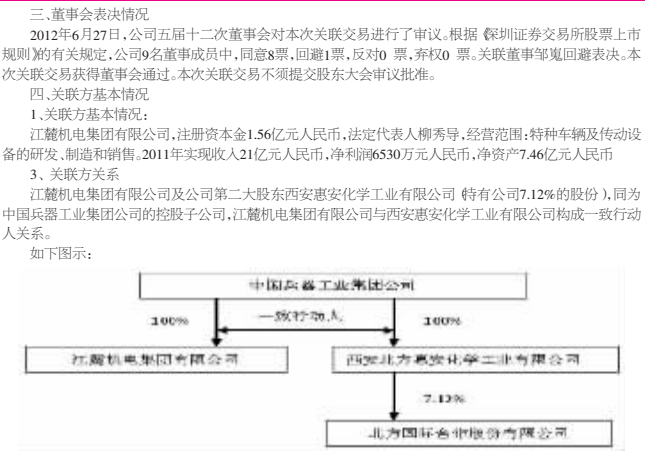 三、董事会表决情况
2012年6月27日,公司五届十二次董事会对本次关联交易进行了审议。根据《深圳证券交易所股票上市
规则》的有关规定,公司9名董事成员中,同意8票,回避1票,反对0 票,弃权0 票。关联董事邹嵬回避表决。本
次关联交易获得董事会通过。本次关联交易不须提交股东大会审议批准。
四、关联方基本情况
1、关联方基本情况:
江麓机电集团有限公司,注册资本金1.56亿元人民币,法定代表人柳秀导,经营范围:特种车辆及传动设
备的研发、制造和销售。2011年实现收入21亿元人民币,净利润6530万元人民币,净资产7.46亿元人民币
3、关联方关系
江麓机电集团有限公司及公司第二大股东西安惠安化学工业有限公司(持有公司7.12%的股份),同为
中国兵器工业集团公司的控股子公司,江麓机电集团有限公司与西安惠安化学工业有限公司构成一致行动
人关系。
如下图示:
中国兵器工业集团公司
100% 一致行动人 100%
江麓机电集团有限公司 西安北方惠安化学工业有限公司
7.12%
北方国际合作股份有限公司